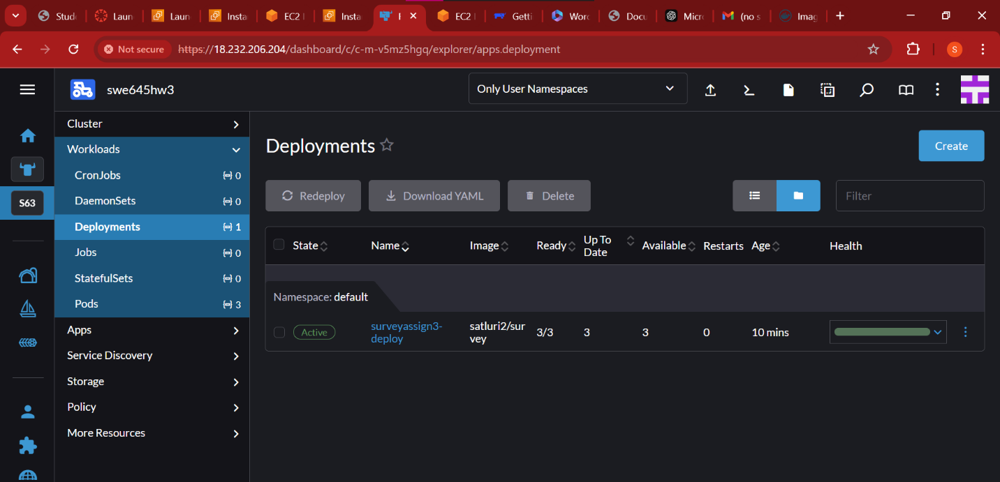 Stude
Laun
Laun
Insta
EC2 I
Insta
EC2 I
Getti
Word
Docu
Micro
(no s
Imag
Not secure
https://18.232.206.204/dashboard/c/c-m-v5mz5hgq/explorer/apps.deployment
S
swe645hw3
Only User Namespaces
S63
Cluster
Workloads
CronJobs 0
DaemonSets 0
Deployments 1
Jobs 0
StatefulSets 0
Pods 3
Apps
Service Discovery
Storage
Policy
More Resources
Deployments
Create
Redeploy
Download YAML
Delete
Filter
State Name Image Ready Up To Date Available Restarts Age Health
Namespace: default
Active
surveyassign3-
deploy
satluri2/sur
vey
3/3 3 3 0 10 mins